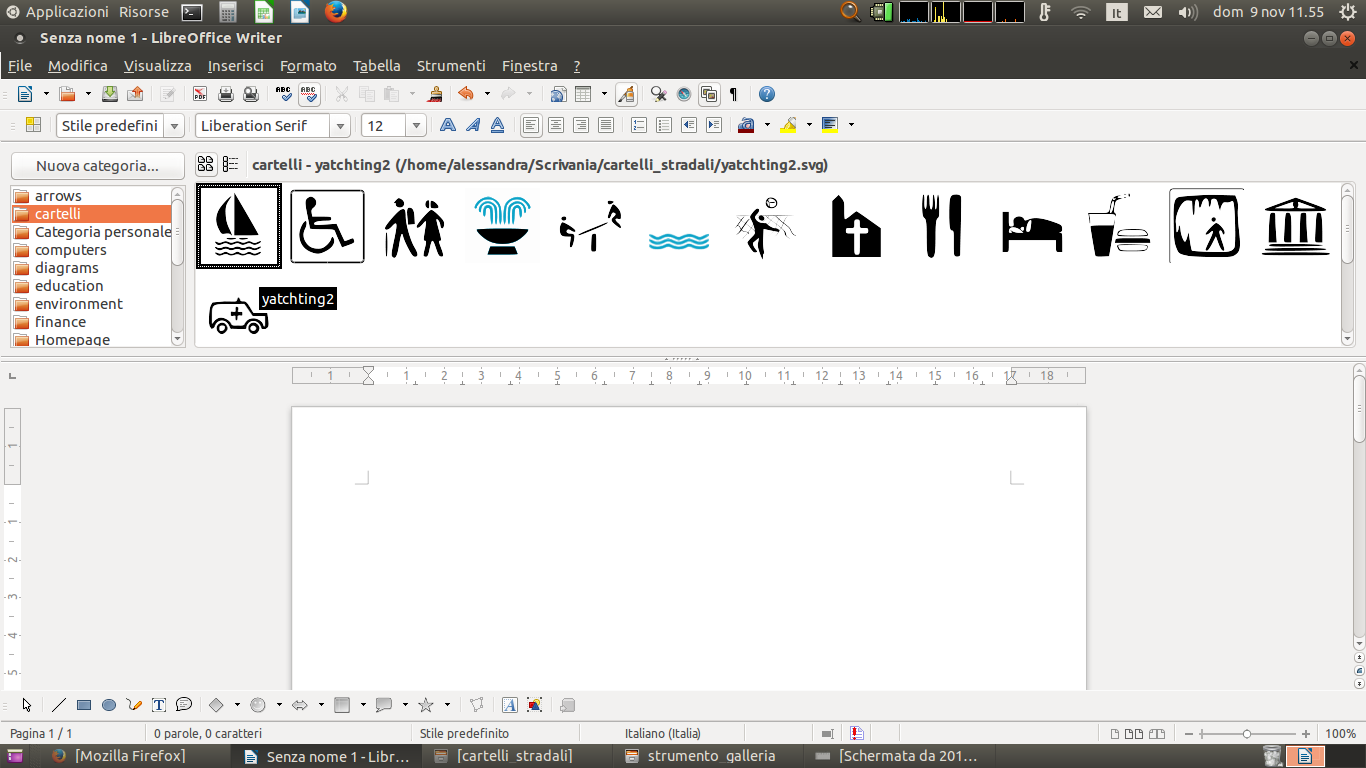 Applicazioni Risorse
It
dom 9 nov 11.55
Senza nome 1 - LibreOffice Writer
File Modifica Visualizza Inserisci Formato Tabella Strumenti Finestra ?
Stile predefini
Liberation Serif
12
Nuova categoria...
cartelli - yatchting2 (/home/alessandra/Scrivania/cartelli_stradali/yatchting2.svg)
arrows
cartelli
Categoria personale
computers
diagrams
education
environment
finance
Homepage
yatchting2
1 1 2 3 4 5 6 7 8 9 10 11 12 13 14 15 16 17 18
1
1
2
3
4
5
Pagina 1 / 1
0 parole, 0 caratteri
Stile predefinito
Italiano (Italia)
100%
[Mozilla Firefox]
Senza nome 1 - Libr...
[cartelli_stradali]
strumento_galleria
[Schermata da 201...